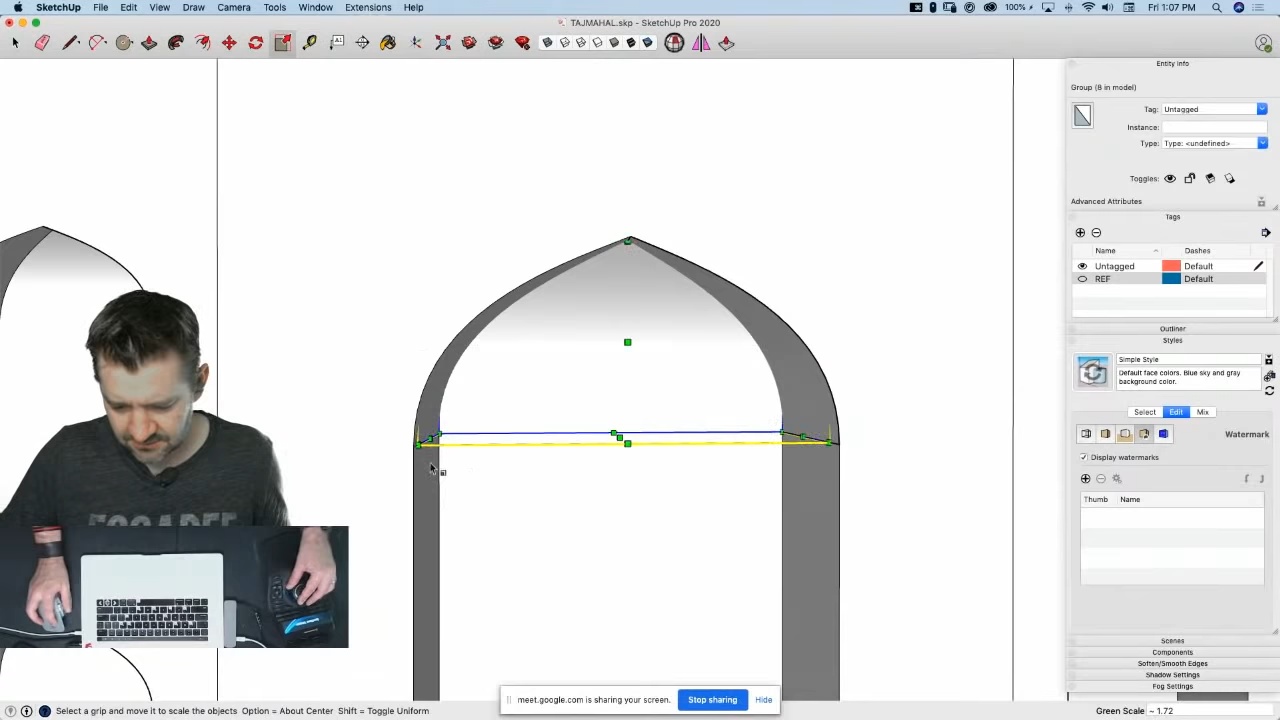 SketchUp File Edit View Draw Camera Tools Window Extensions Help
100% Fri 1:07 PM
TAJMAHAL.skp - SketchUp Pro 2020
Entity Info
Group (8 in model)
Tag: Untagged
Instance:
Type: Type: <undefined>
Toggles:
Advanced Attributes
Tags
Name Dashes
Untagged Default
REF Default
Outliner
Styles
Simple Style
Default face colors. Blue sky and gray
background color.
Select Edit Mix
Watermark
Display watermarks
Thumb Name
Scenes
Components
Soften/Smooth Edges
Shadow Settings
Fog Settings
meet.google.com is sharing your screen. Stop sharing Hide
Select a grip and move it to scale the objects Option = About Center Shift = Toggle Uniform
Green Scale ~ 1.72